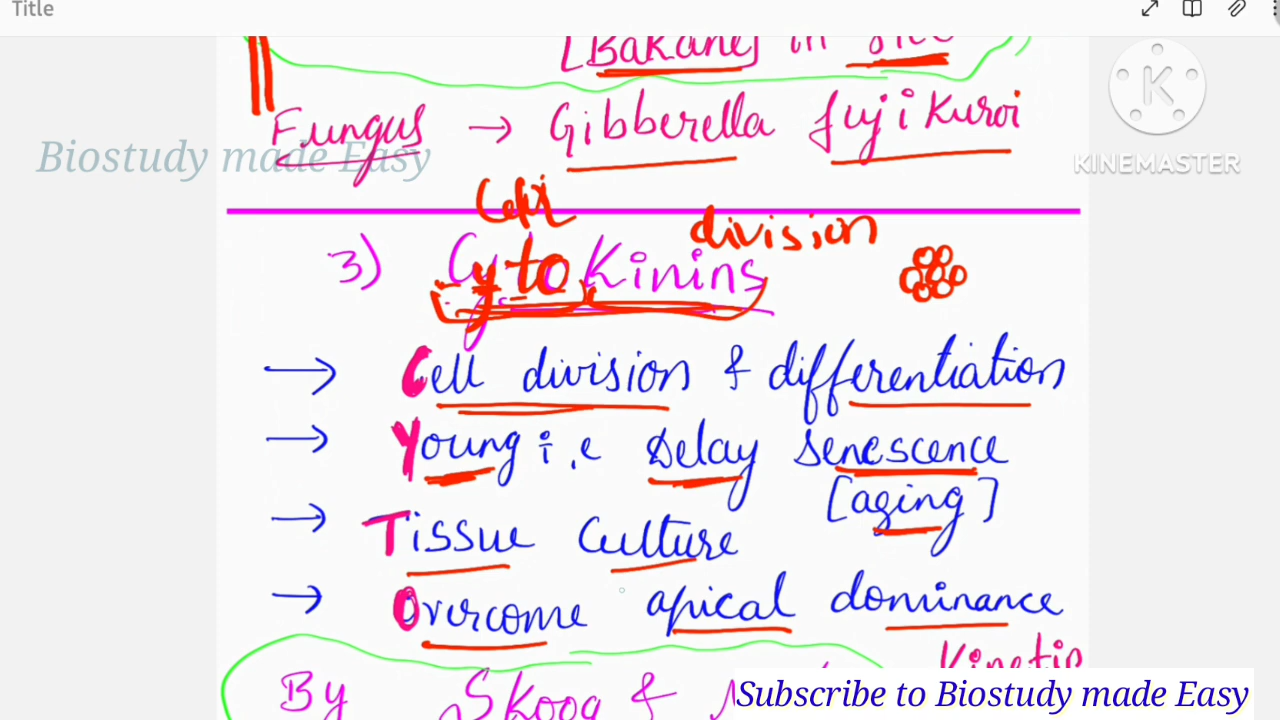 Title
[Bakane] in
Fungus → Gibberella fujikuroi
Biostudy made Easy
KINEMASTER
division
3) Cytokinins
→ Cell division & differentiation
→ Young i.e Delay senescence
[aging]
→ Tissue Culture
→ Overcome apical dominance
Kinetin
By Skoog &
Subscribe to Biostudy made Easy